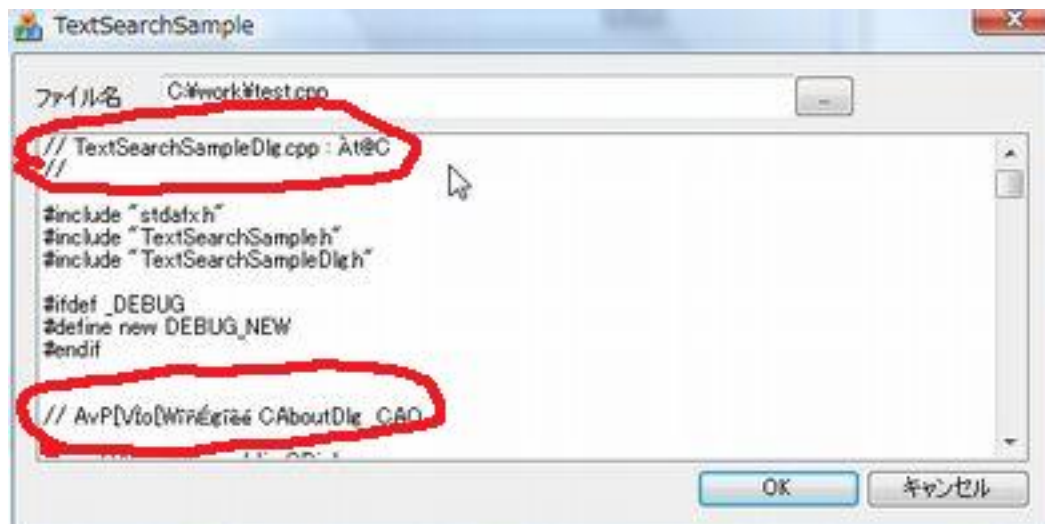 TextSearchSample
ファイル名 C:¥work¥test.cpp ...
// TextSearchSampleDlg.cpp : Àt@C
//
#include "stdafx.h"
#include "TextSearchSample.h"
#include "TextSearchSampleDlg.h"
#ifdef _DEBUG
#define new DEBUG_NEW
#endif
// CAboutDlg
OK キャンセル